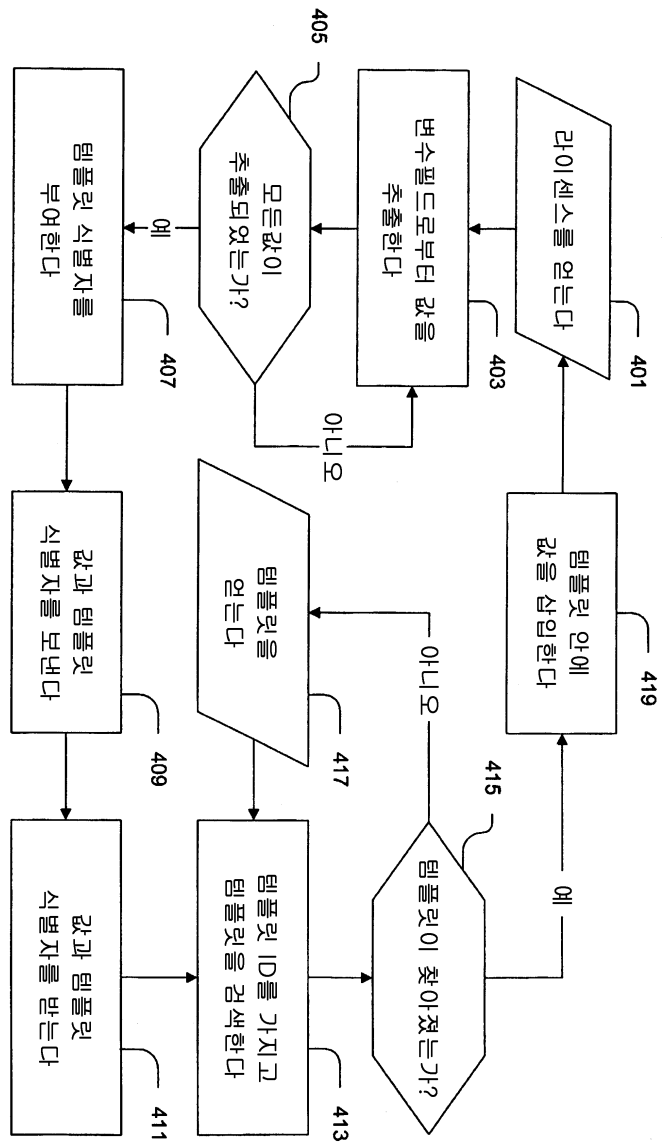 라이센스를 얻는다
401
변수필드로부터 값을
추출한다
403
모든값이
추출되었는가?
405
아니오
예
템플릿 식별자를
부여한다
407
값과 템플릿
식별자를 보낸다
409
값과 템플릿
식별자를 받는다
411
템플릿 ID를 가지고
템플릿을 검색한다
413
템플릿이 찾아졌는가?
415
아니오
템플릿을
얻는다
417
예
템플릿 안에
값을 삽입한다
419